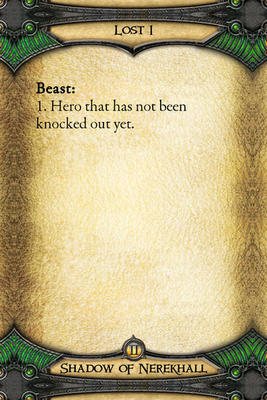 Lost I
Beast:
1. Hero that has not been
knocked out yet.
II
Shadow of Nerekhall